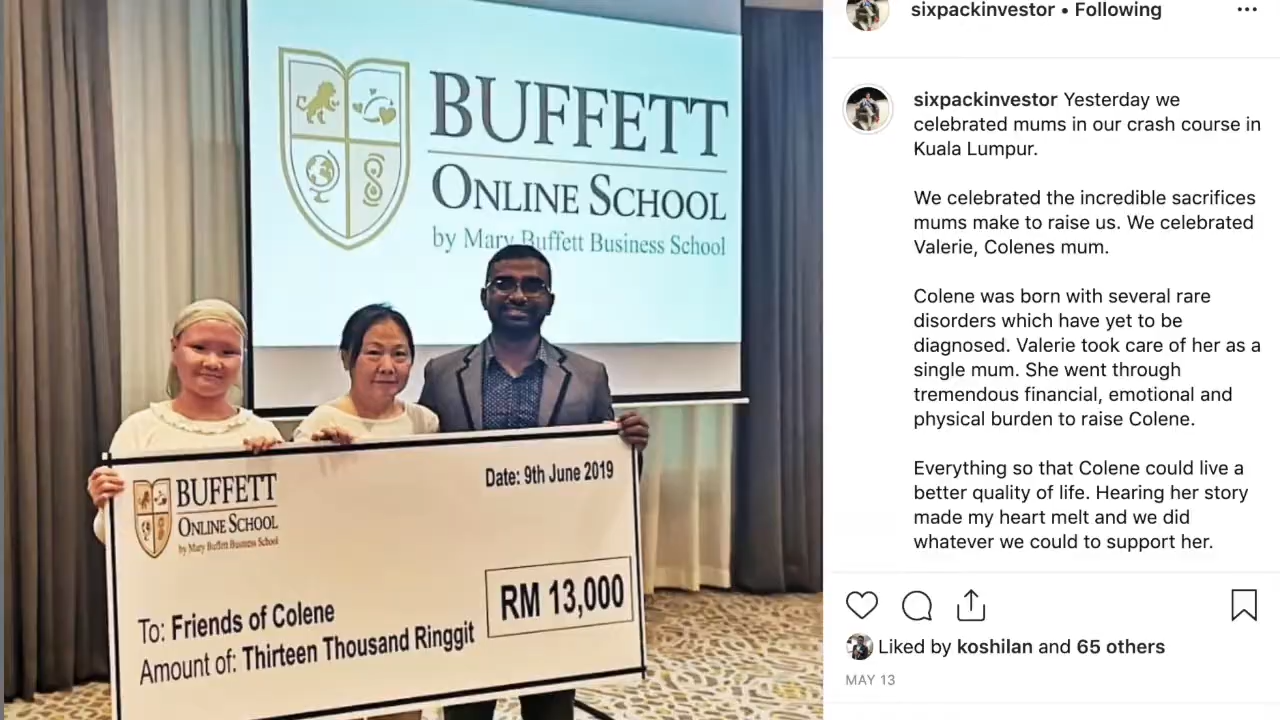 BUFFETT
ONLINE SCHOOL
by Mary Buffett Business School
BUFFETT
ONLINE SCHOOL
by Mary Buffett Business School
Date: 9th June 2019
RM 13,000
To: Friends of Colene
Amount of: Thirteen Thousand Ringgit
sixpackinvestor • Following
sixpackinvestor Yesterday we
celebrated mums in our crash course in
Kuala Lumpur.
We celebrated the incredible sacrifices
mums make to raise us. We celebrated
Valerie, Colenes mum.
Colene was born with several rare
disorders which have yet to be
diagnosed. Valerie took care of her as a
single mum. She went through
tremendous financial, emotional and
physical burden to raise Colene.
Everything so that Colene could live a
better quality of life. Hearing her story
made my heart melt and we did
whatever we could to support her.
Liked by koshilan and 65 others
MAY 13